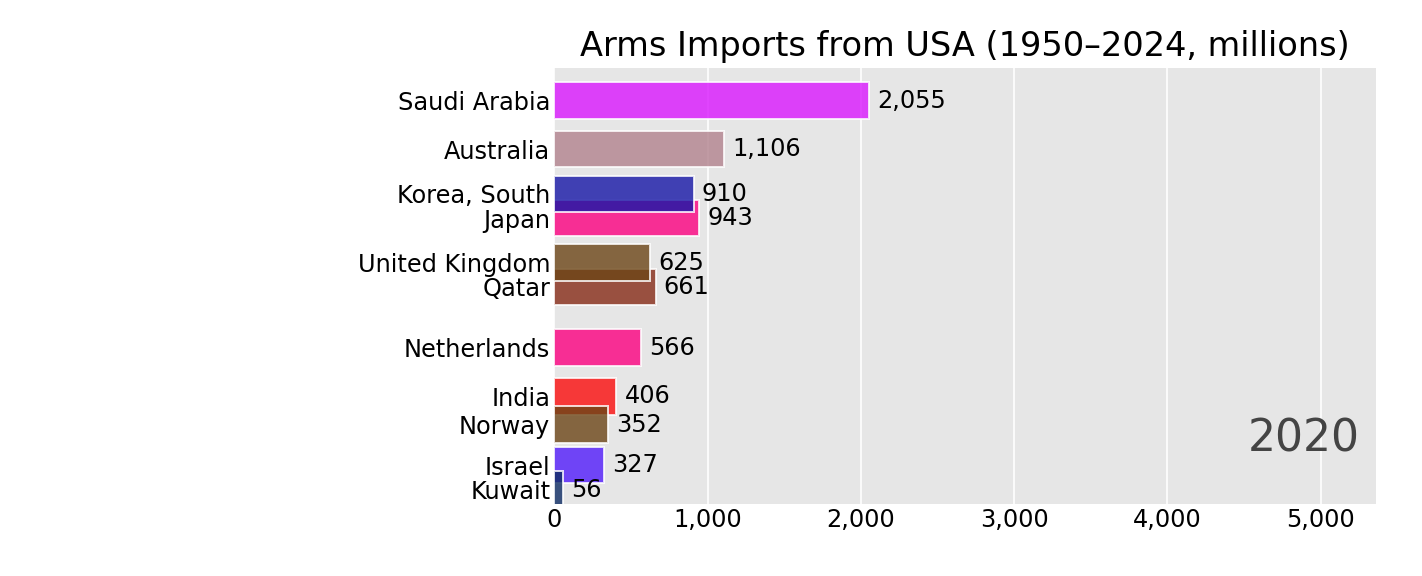 Arms Imports from USA (1950–2024, millions)
Saudi Arabia 2,055
Australia 1,106
Korea, South 910
Japan 943
United Kingdom 625
Qatar 661
Netherlands 566
India 406
Norway 352
2020
Israel 327
Kuwait 56
0 1,000 2,000 3,000 4,000 5,000